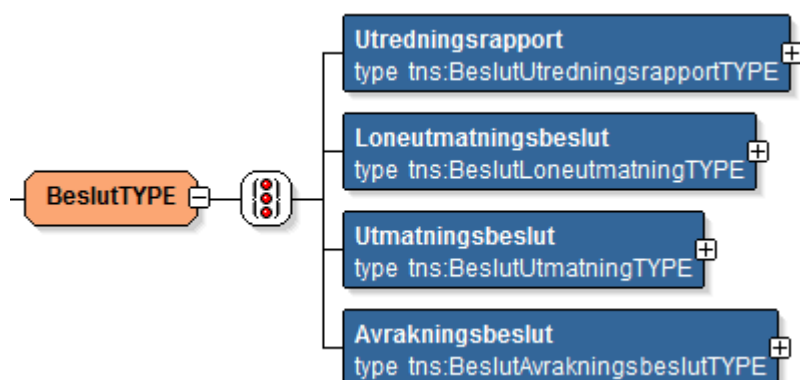 Utredningsrapport
type tns:BeslutUtredningsrapportTYPE
Loneutmatningsbeslut
type tns:BeslutLoneutmatningTYPE
BeslutTYPE
Utmatningsbeslut
type tns:BeslutUtmatningTYPE
Avrakningsbeslut
type tns:BeslutAvrakningsbeslutTYPE